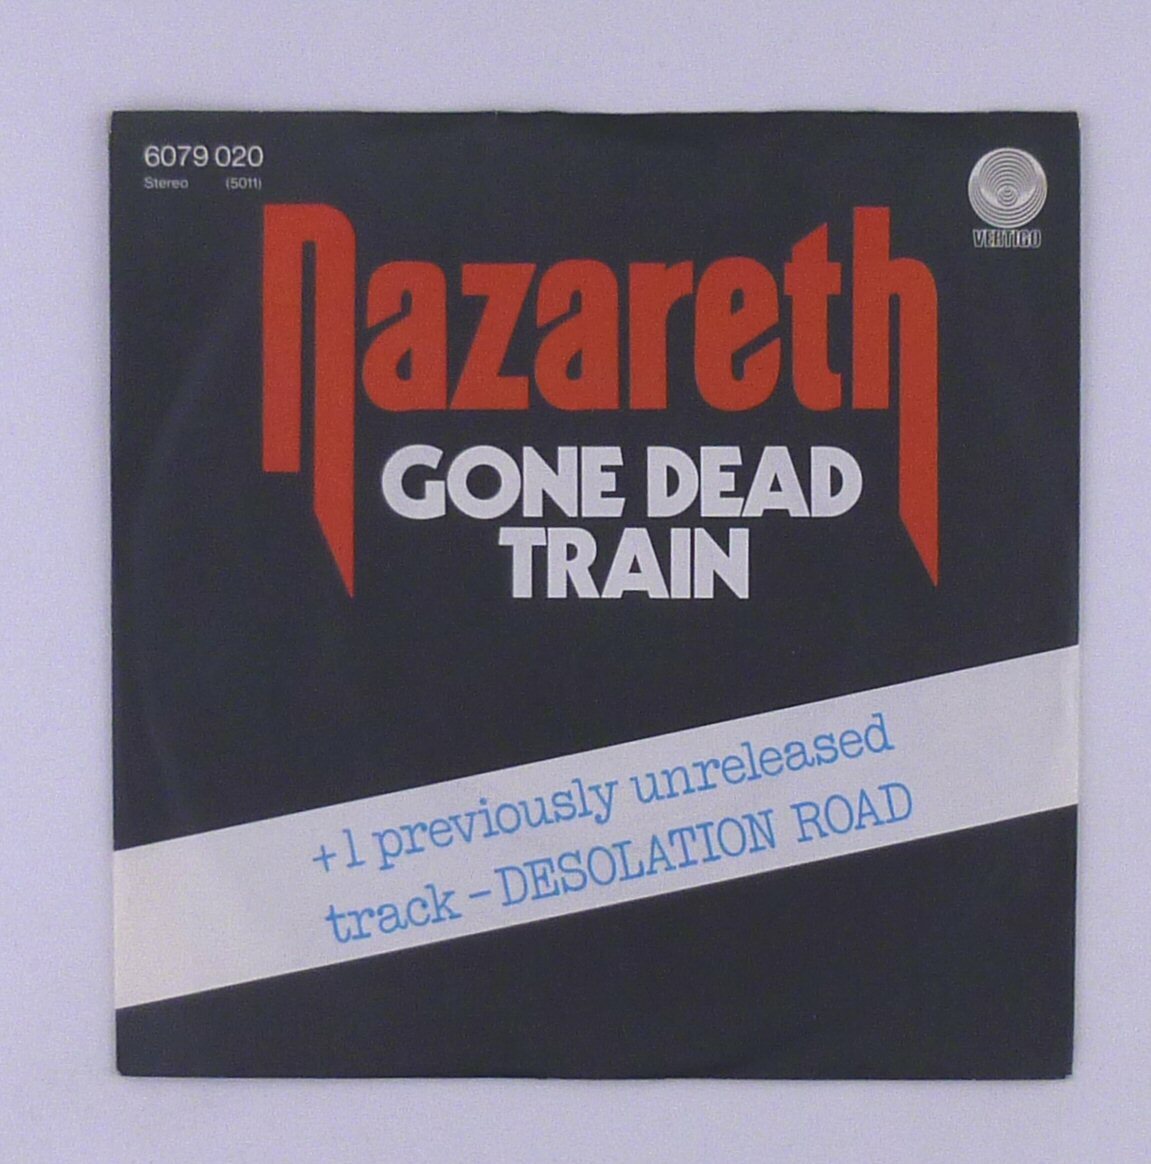 6079 020
Stereo (5011)
VERTIGO
nazareth
GONE DEAD
TRAIN
+1 previously unreleased
track – DESOLATION ROAD